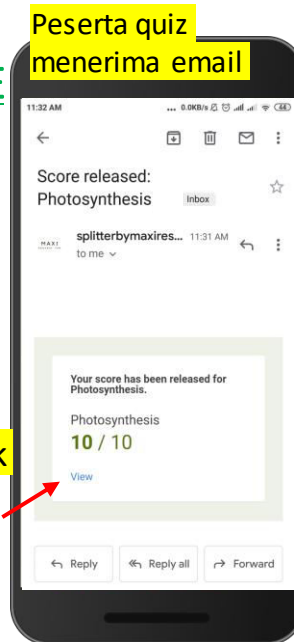 Peserta quiz
menerima email
11:32 AM
... 0.0KB/s
Score released:
Photosynthesis
Inbox
splitterbymaxires... 11:31 AM
to me
MAXI
Your score has been released for
Photosynthesis.
Photosynthesis
10 / 10
View
Reply
Reply all
Forward